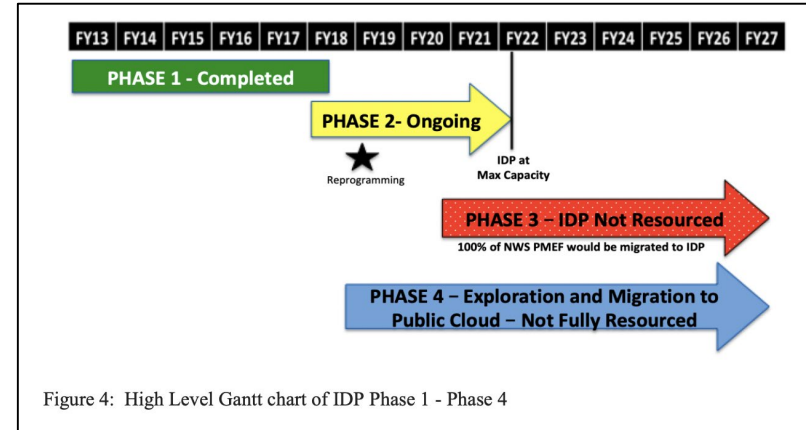 FY13 FY14 FY15 FY16 FY17 FY18 FY19 FY20 FY21 FY22 FY23 FY24 FY25 FY26 FY27
PHASE 1 - Completed
PHASE 2- Ongoing
Reprogramming
IDP at
Max Capacity
PHASE 3 – IDP Not Resourced
100% of NWS PMEF would be migrated to IDP
PHASE 4 – Exploration and Migration to
Public Cloud – Not Fully Resourced
Figure 4: High Level Gantt chart of IDP Phase 1 - Phase 4